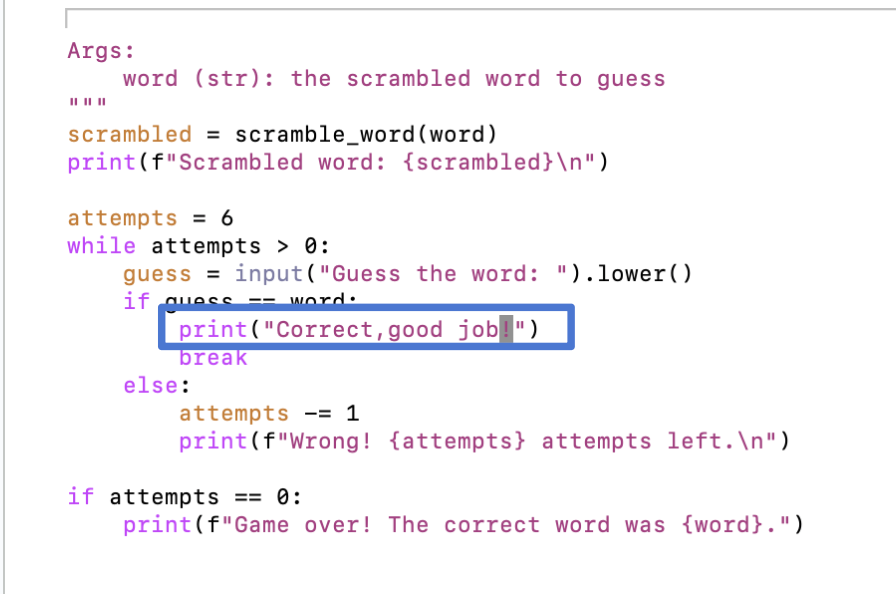 Args:
    word (str): the scrambled word to guess
"""
scrambled = scramble_word(word)
print(f"Scrambled word: {scrambled}\n")

attempts = 6
while attempts > 0:
    guess = input("Guess the word: ").lower()
    if guess == word:
        print("Correct,good job!")
        break
    else:
        attempts -= 1
        print(f"Wrong! {attempts} attempts left.\n")

if attempts == 0:
    print(f"Game over! The correct word was {word}.")